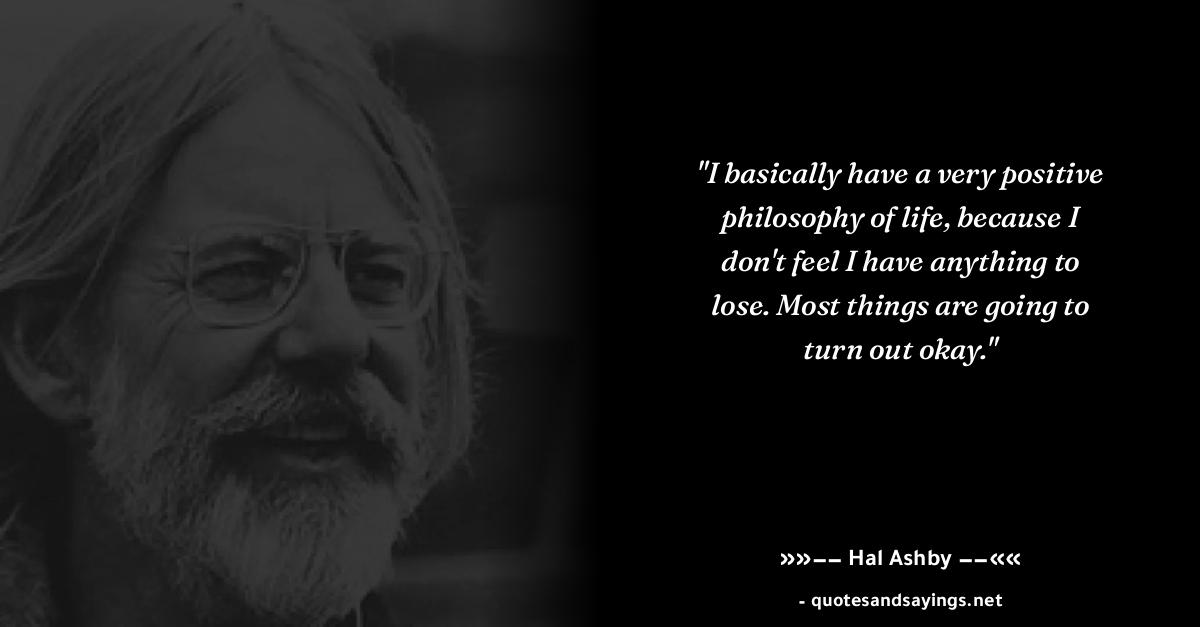 "I basically have a very positive
philosophy of life, because I
don't feel I have anything to
lose. Most things are going to
turn out okay."
»»−− Hal Ashby −−««
- quotesandsayings.net